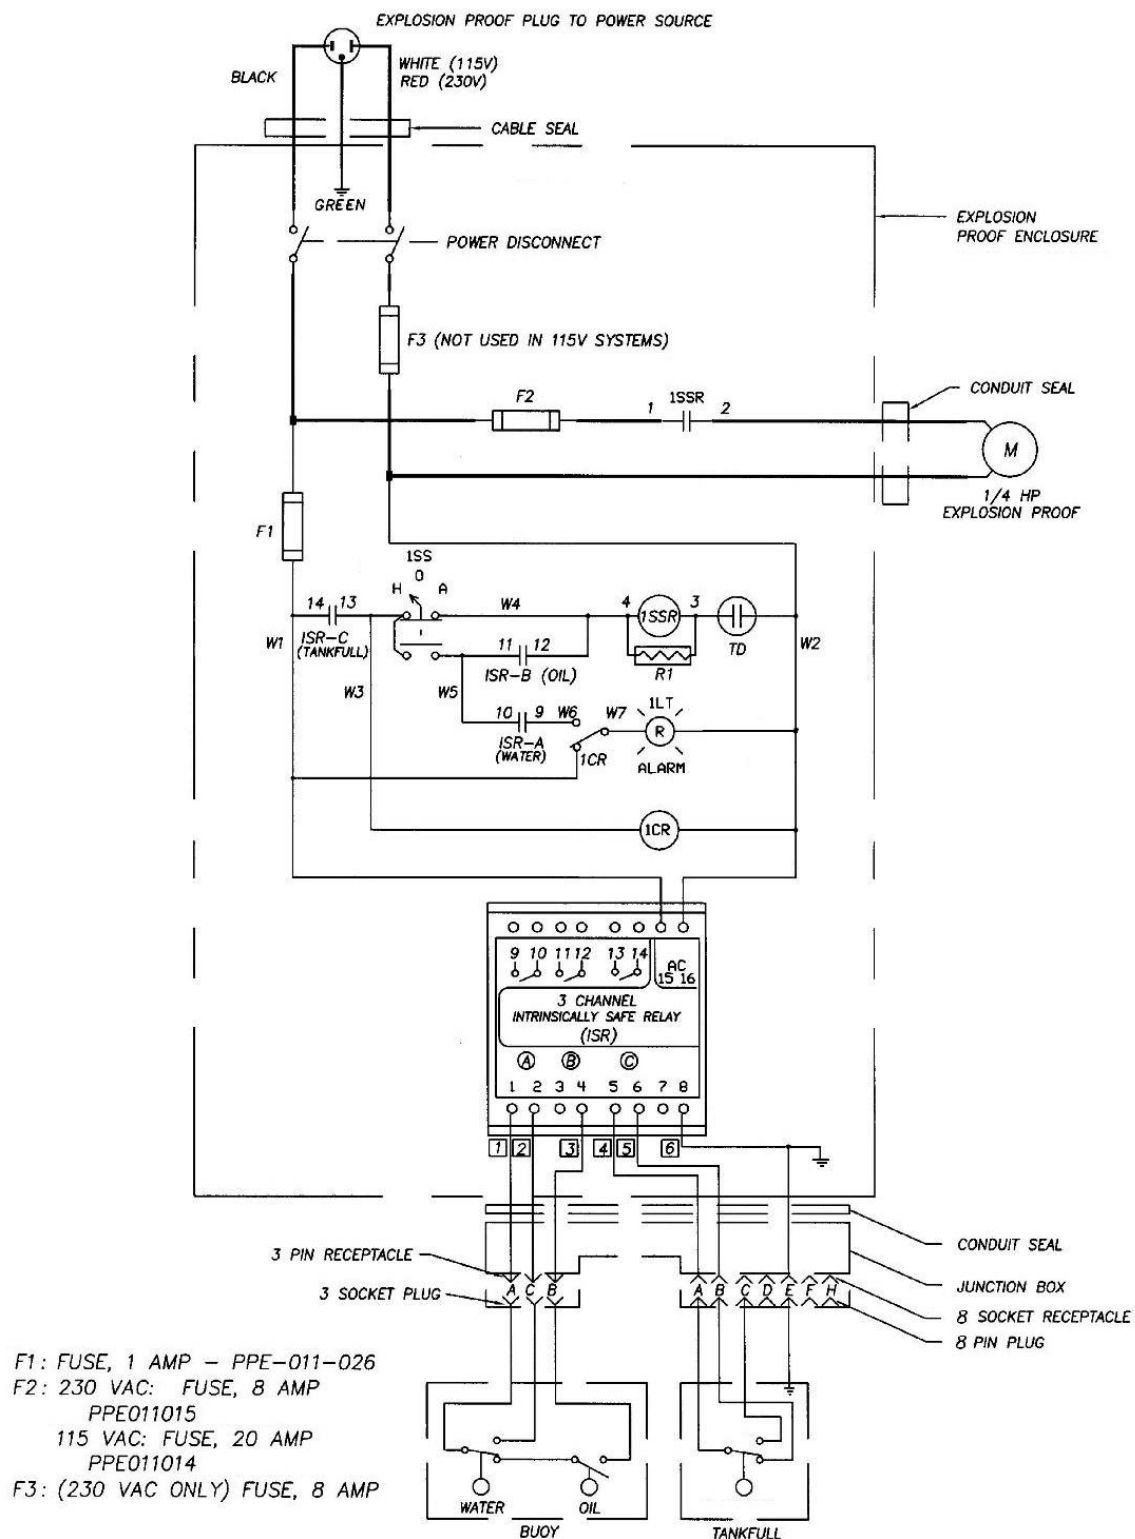 EXPLOSION PROOF PLUG TO POWER SOURCE
BLACK
WHITE (115V)
RED (230V)
CABLE SEAL
GREEN
POWER DISCONNECT
EXPLOSION
PROOF ENCLOSURE
F3 (NOT USED IN 115V SYSTEMS)
F2
1
1SSR
2
CONDUIT SEAL
M
1/4 HP
EXPLOSION PROOF
F1
1SS
O
H A
14 13
W4
4
1SSR
3
W1
ISR-C
(TANKFULL)
11 12
TD
W2
ISR-B (OIL)
R1
W3
W5
10 9
W6
W7
1LT
R
ISR-A
(WATER)
1CR
ALARM
1CR
9 10 11 12 13 14
AC
15 16
3 CHANNEL
INTRINSICALLY SAFE RELAY
(ISR)
A B C
1 2 3 4 5 6 7 8
1 2 3 4 5 6
CONDUIT SEAL
3 PIN RECEPTACLE
JUNCTION BOX
A C B
A B C D E F H
3 SOCKET PLUG
8 SOCKET RECEPTACLE
8 PIN PLUG
F1: FUSE, 1 AMP - PPE-011-026
F2: 230 VAC: FUSE, 8 AMP
PPE011015
115 VAC: FUSE, 20 AMP
PPE011014
F3: (230 VAC ONLY) FUSE, 8 AMP
WATER
OIL
BUOY
TANKFULL